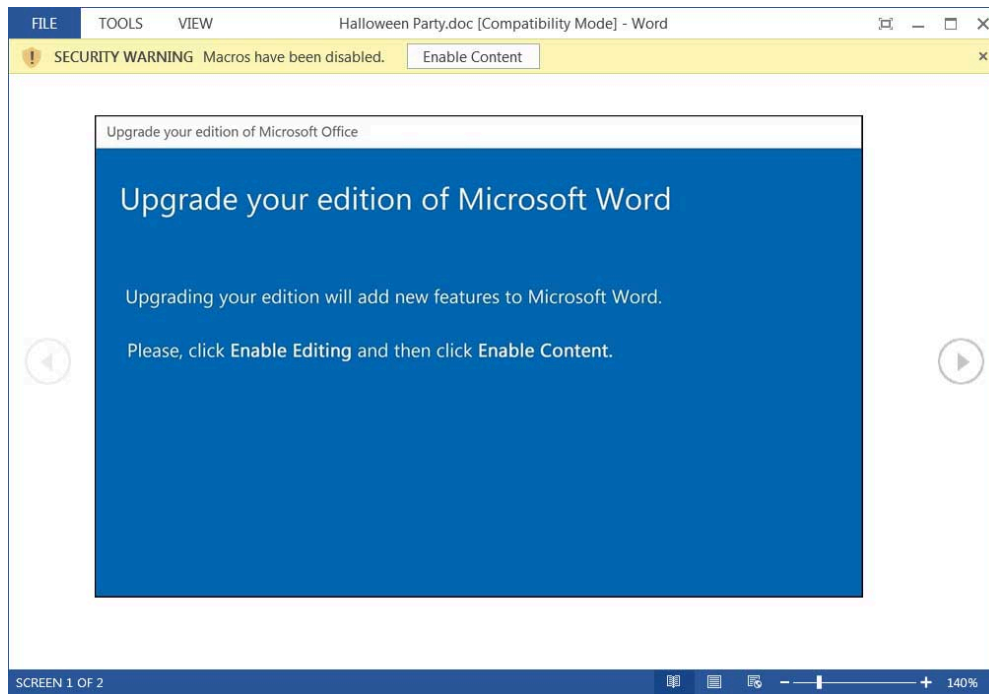 FILE TOOLS VIEW Halloween Party.doc [Compatibility Mode] - Word
SECURITY WARNING Macros have been disabled. Enable Content
Upgrade your edition of Microsoft Office
Upgrade your edition of Microsoft Word
Upgrading your edition will add new features to Microsoft Word.
Please, click Enable Editing and then click Enable Content.
SCREEN 1 OF 2 140%